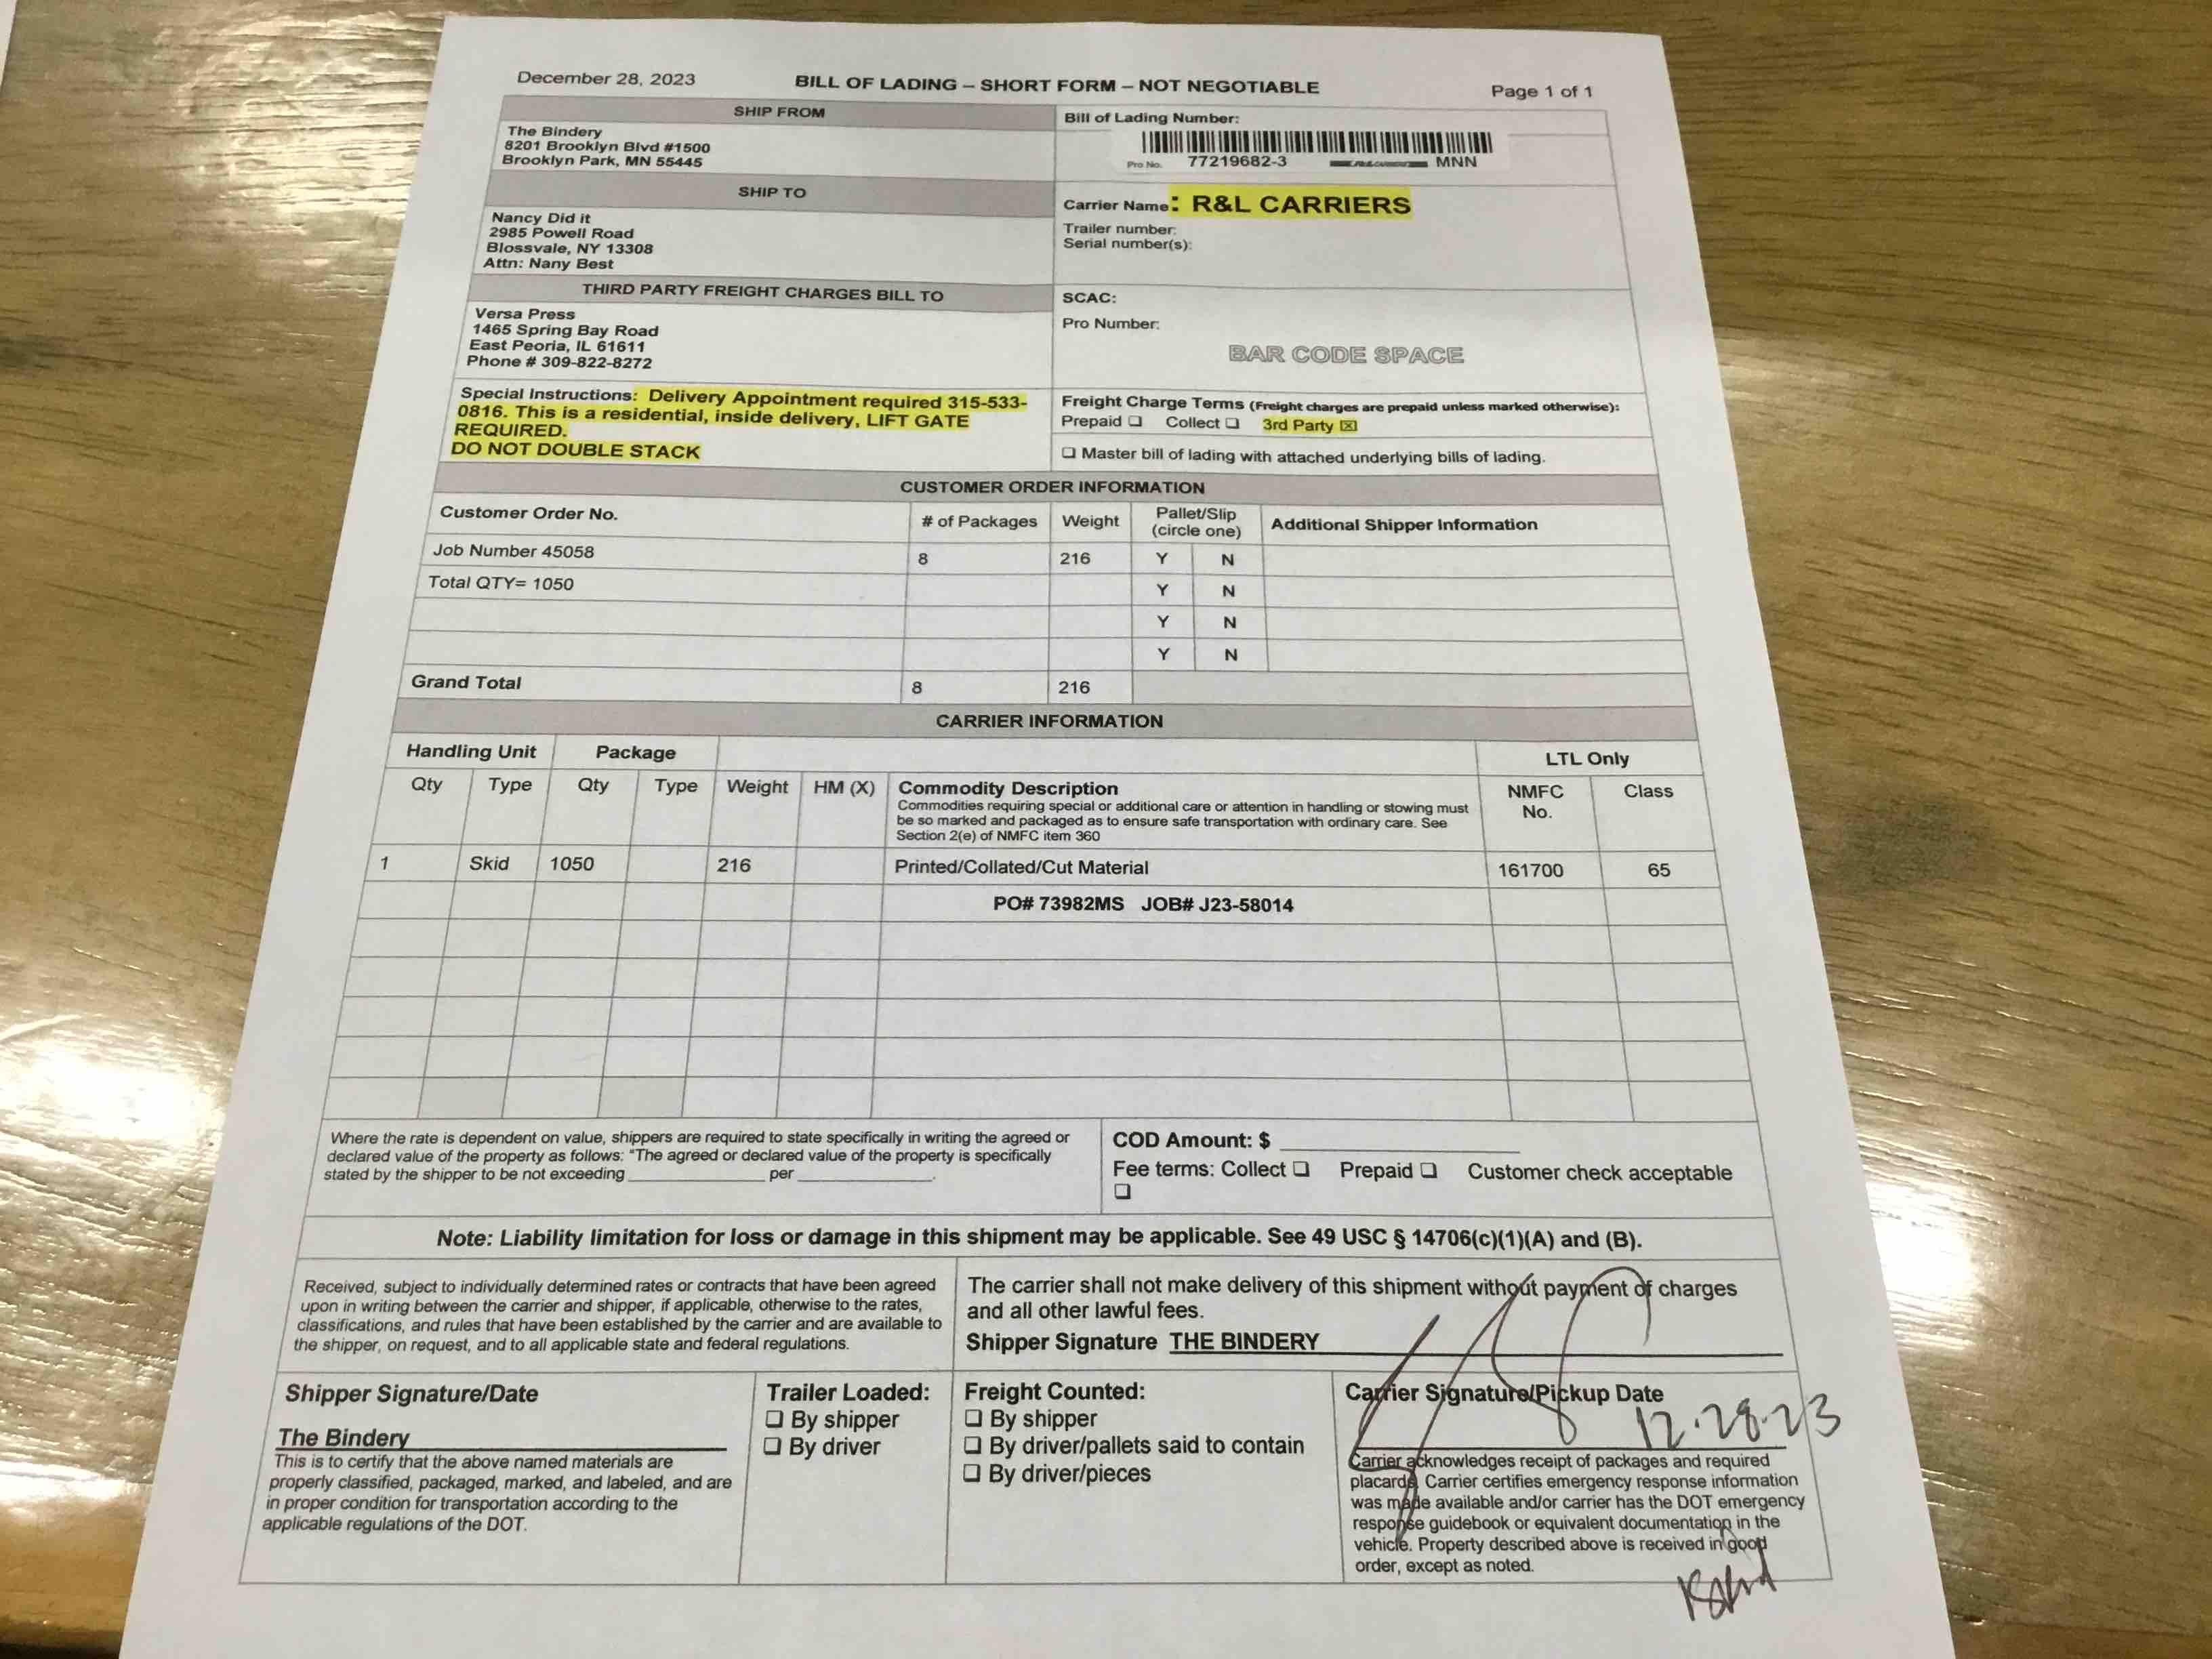 December 28, 2023
BILL OF LADING – SHORT FORM – NOT NEGOTIABLE
Page 1 of 1
SHIP FROM
The Bindery
8201 Brooklyn Blvd #1500
Brooklyn Park, MN 55445
Bill of Lading Number:
Pro No. 77219682-3 MNN
SHIP TO
Nancy Did it
2985 Powell Road
Blossvale, NY 13308
Attn: Nany Best
Carrier Name: R&L CARRIERS
Trailer number:
Serial number(s):
THIRD PARTY FREIGHT CHARGES BILL TO
Versa Press
1465 Spring Bay Road
East Peoria, IL 61611
Phone # 309-822-8272
SCAC:
Pro Number:
BAR CODE SPACE
Special Instructions: Delivery Appointment required 315-533-
0816. This is a residential, inside delivery, LIFT GATE
REQUIRED.
DO NOT DOUBLE STACK
Freight Charge Terms (Freight charges are prepaid unless marked otherwise):
Prepaid ❑ Collect ❑ 3rd Party ☒
❑ Master bill of lading with attached underlying bills of lading.
CUSTOMER ORDER INFORMATION
Customer Order No. # of Packages Weight Pallet/Slip Additional Shipper Information
(circle one)
Job Number 45058 8 216 Y N
Total QTY= 1050 Y N
Y N
Y N
Grand Total 8 216
CARRIER INFORMATION
Handling Unit Package LTL Only
Qty Type Qty Type Weight HM (X) Commodity Description NMFC Class
No.
Commodities requiring special or additional care or attention in handling or stowing must
be so marked and packaged as to ensure safe transportation with ordinary care. See
Section 2(e) of NMFC item 360
1 Skid 1050 216 Printed/Collated/Cut Material 161700 65
PO# 73982MS JOB# J23-58014
Where the rate is dependent on value, shippers are required to state specifically in writing the agreed or
declared value of the property as follows: "The agreed or declared value of the property is specifically
stated by the shipper to be not exceeding ____________ per ____________.
COD Amount: $ ____________
Fee terms: Collect ❑ Prepaid ❑ Customer check acceptable
❑
Note: Liability limitation for loss or damage in this shipment may be applicable. See 49 USC § 14706(c)(1)(A) and (B).
Received, subject to individually determined rates or contracts that have been agreed
upon in writing between the carrier and shipper, if applicable, otherwise to the rates,
classifications, and rules that have been established by the carrier and are available to
the shipper, on request, and to all applicable state and federal regulations.
The carrier shall not make delivery of this shipment without payment of charges
and all other lawful fees.
Shipper Signature THE BINDERY
Shipper Signature/Date
The Bindery
This is to certify that the above named materials are
properly classified, packaged, marked, and labeled, and are
in proper condition for transportation according to the
applicable regulations of the DOT.
Trailer Loaded:
❑ By shipper
❑ By driver
Freight Counted:
❑ By shipper
❑ By driver/pallets said to contain
❑ By driver/pieces
Carrier Signature/Pickup Date
12.28.23
Carrier acknowledges receipt of packages and required
placards. Carrier certifies emergency response information
was made available and/or carrier has the DOT emergency
response guidebook or equivalent documentation in the
vehicle. Property described above is received in good
order, except as noted.